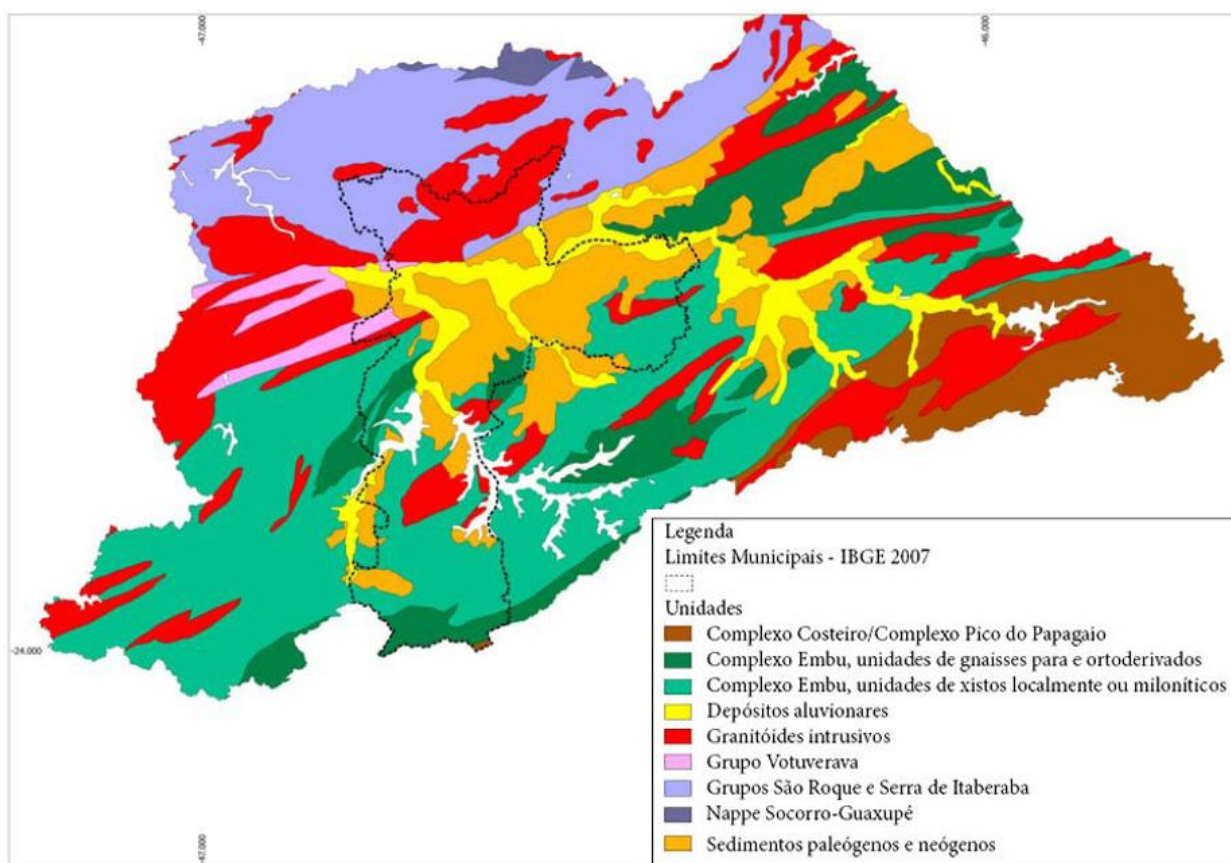 -47.000
-46.000
-24.000
-47.000
Legenda
Limites Municipais - IBGE 2007
Unidades
Complexo Costeiro/Complexo Pico do Papagaio
Complexo Embu, unidades de gnaisses para e ortoderivados
Complexo Embu, unidades de xistos localmente ou miloníticos
Depósitos aluvionares
Granitóides intrusivos
Grupo Votuverava
Grupos São Roque e Serra de Itaberaba
Nappe Socorro-Guaxupé
Sedimentos paleógenos e neógenos